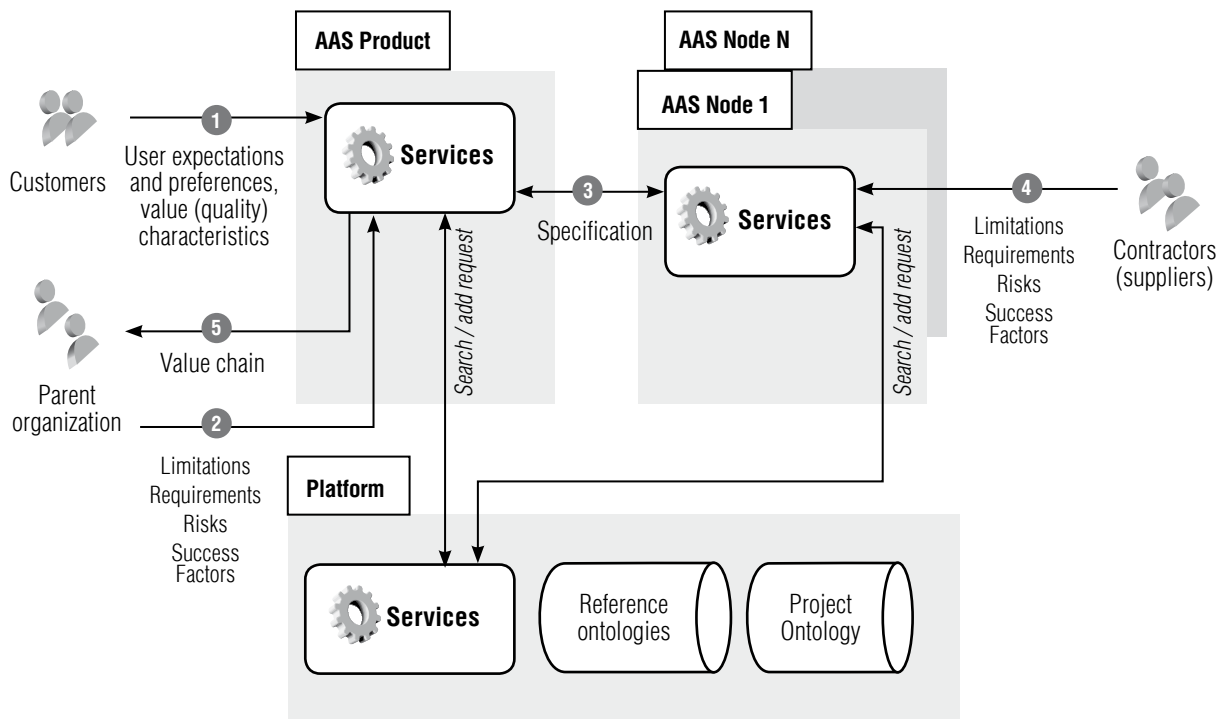 AAS Product
AAS Node N
AAS Node 1
Customers
1
User expectations
and preferences,
value (quality)
characteristics
Services
3
Specification
Services
4
Limitations
Requirements
Risks
Success
Factors
Contractors
(suppliers)
Search / add request
Search / add request
Parent
organization
5
Value chain
2
Limitations
Requirements
Risks
Success
Factors
Platform
Services
Reference
ontologies
Project
Ontology